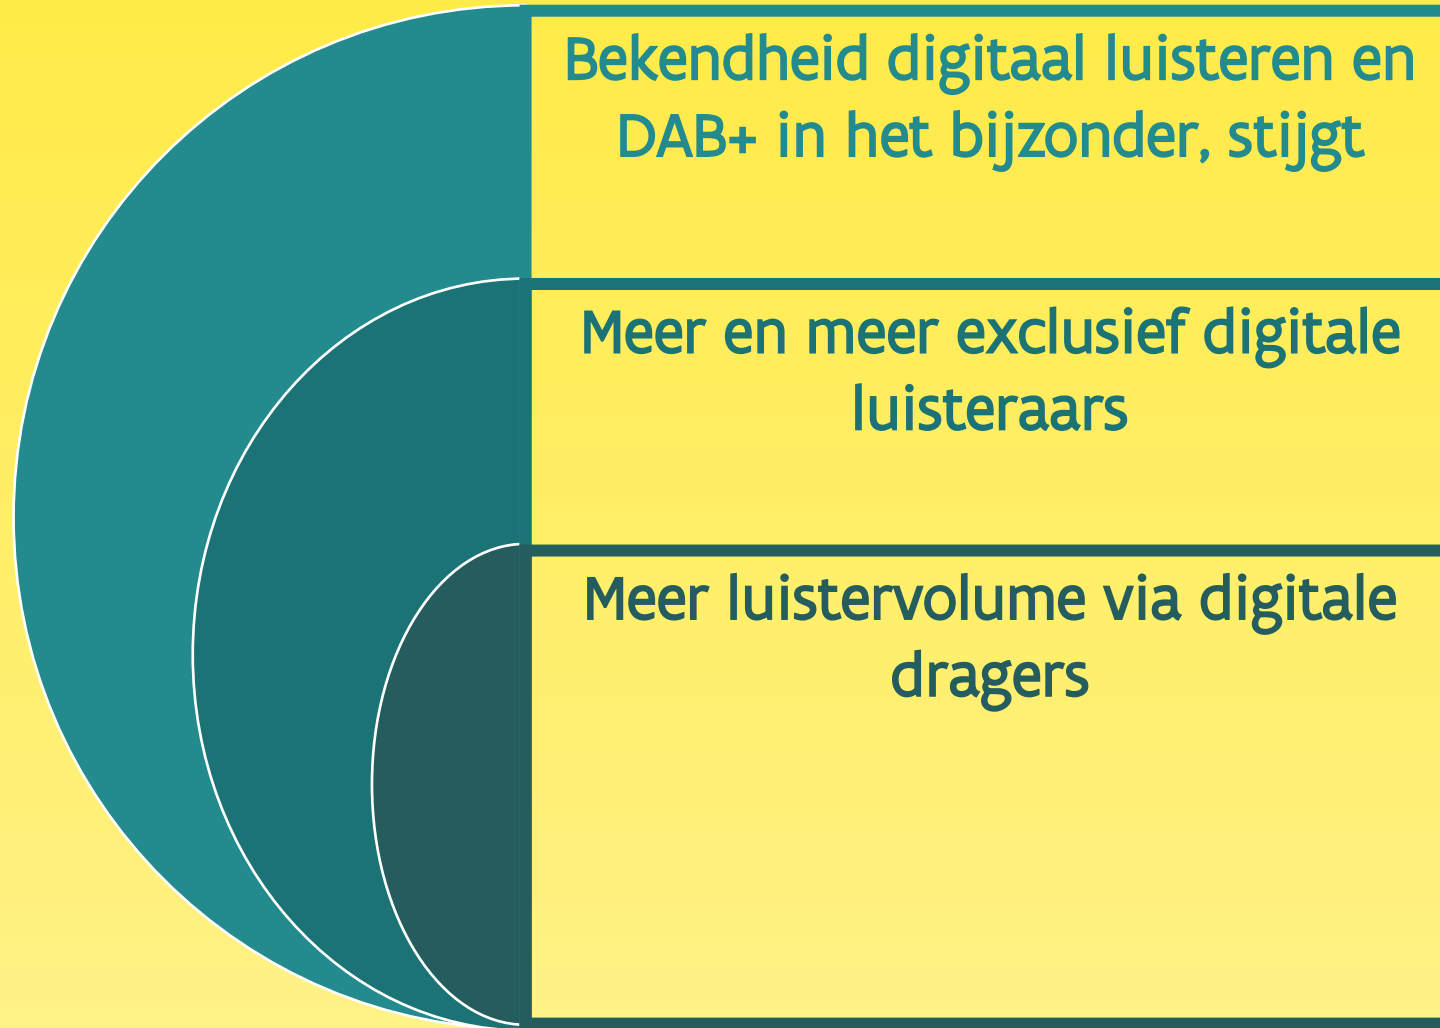 Bekendheid digitaal luisteren en
DAB+ in het bijzonder, stijgt
Meer en meer exclusief digitale
luisteraars
Meer luistervolume via digitale
dragers